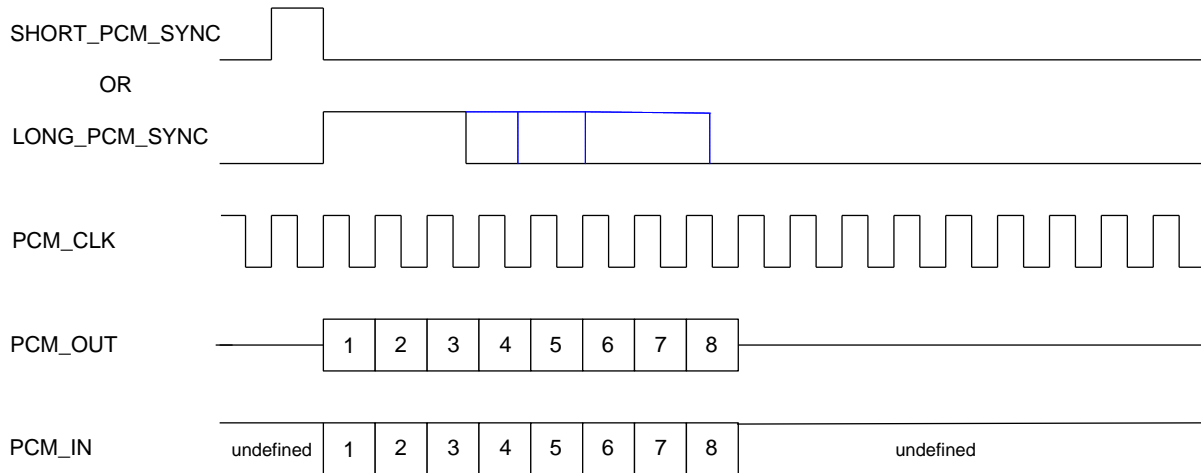 SHORT_PCM_SYNC
OR
LONG_PCM_SYNC
PCM_CLK
PCM_OUT 1 2 3 4 5 6 7 8
PCM_IN undefined 1 2 3 4 5 6 7 8 undefined